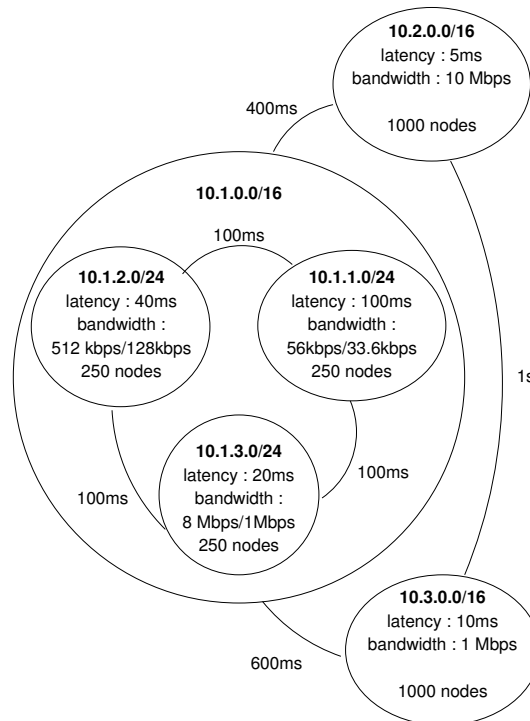 10.2.0.0/16
latency : 5ms
bandwidth : 10 Mbps
1000 nodes
400ms
10.1.0.0/16
100ms
10.1.2.0/24
latency : 40ms
bandwidth :
512 kbps/128kbps
250 nodes
10.1.1.0/24
latency : 100ms
bandwidth :
56kbps/33.6kbps
250 nodes
1s
10.1.3.0/24
latency : 20ms
bandwidth :
8 Mbps/1Mbps
250 nodes
100ms
100ms
10.3.0.0/16
latency : 10ms
bandwidth : 1 Mbps
1000 nodes
600ms